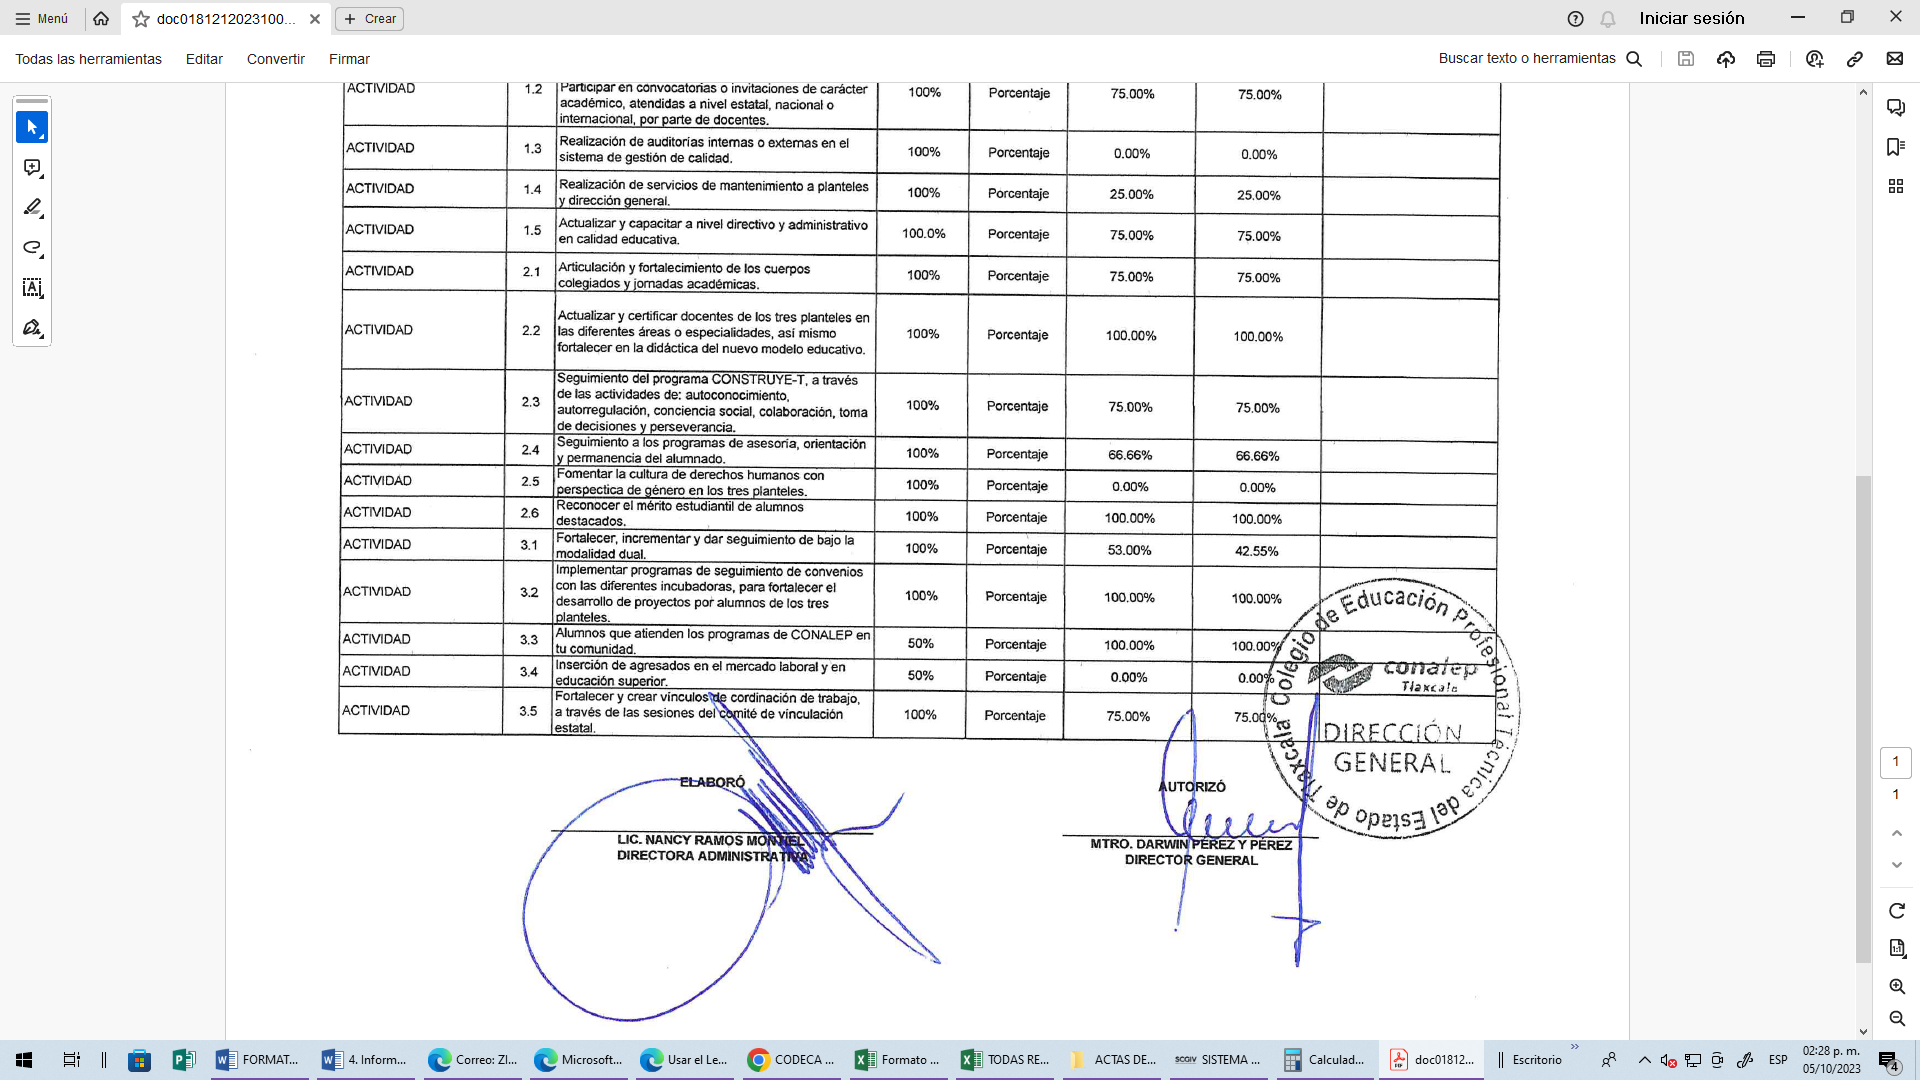 Menú
doc0181212023100...
Crear
Iniciar sesión
Todas las herramientas
Editar
Convertir
Firmar
Buscar texto o herramientas
ACTIVIDAD 1.2 Participar en convocatorias o invitaciones de carácter 100% Porcentaje 75.00% 75.00%
académico, atendidas a nivel estatal, nacional o
internacional, por parte de docentes.
ACTIVIDAD 1.3 Realización de auditorías internas o externas en el 100% Porcentaje 0.00% 0.00%
sistema de gestión de calidad.
ACTIVIDAD 1.4 Realización de servicios de mantenimiento a planteles 100% Porcentaje 25.00% 25.00%
y dirección general.
ACTIVIDAD 1.5 Actualizar y capacitar a nivel directivo y administrativo 100.0% Porcentaje 75.00% 75.00%
en calidad educativa.
ACTIVIDAD 2.1 Articulación y fortalecimiento de los cuerpos 100% Porcentaje 75.00% 75.00%
colegiados y jornadas académicas.
ACTIVIDAD 2.2 Actualizar y certificar docentes de los tres planteles en 100% Porcentaje 100.00% 100.00%
las diferentes áreas o especialidades, así mismo
fortalecer en la didáctica del nuevo modelo educativo.
ACTIVIDAD 2.3 Seguimiento del programa CONSTRUYE-T, a través 100% Porcentaje 75.00% 75.00%
de las actividades de: autoconocimiento,
autorregulación, conciencia social, colaboración, toma
de decisiones y perseverancia.
ACTIVIDAD 2.4 Seguimiento a los programas de asesoría, orientación 100% Porcentaje 66.66% 66.66%
y permanencia del alumnado.
ACTIVIDAD 2.5 Fomentar la cultura de derechos humanos con 100% Porcentaje 0.00% 0.00%
perspectica de género en los tres planteles.
ACTIVIDAD 2.6 Reconocer el mérito estudiantil de alumnos 100% Porcentaje 100.00% 100.00%
destacados.
ACTIVIDAD 3.1 Fortalecer, incrementar y dar seguimiento de bajo la 100% Porcentaje 53.00% 42.55%
modalidad dual.
ACTIVIDAD 3.2 Implementar programas de seguimiento de convenios 100% Porcentaje 100.00% 100.00%
con las diferentes incubadoras, para fortalecer el
desarrollo de proyectos por alumnos de los tres
planteles.
ACTIVIDAD 3.3 Alumnos que atienden los programas de CONALEP en 50% Porcentaje 100.00% 100.00%
tu comunidad.
ACTIVIDAD 3.4 Inserción de agresados en el mercado laboral y en 50% Porcentaje 0.00% 0.00%
educación superior.
ACTIVIDAD 3.5 Fortalecer y crear vínculos de cordinación de trabajo, 100% Porcentaje 75.00% 75.00%
a través de las sesiones del comité de vinculación
estatal.
Colegio de Educación Profesional Técnica del Estado de Tlaxcala
conalep
Tlaxcala
DIRECCIÓN
GENERAL
ELABORÓ
LIC. NANCY RAMOS MONTIEL
DIRECTORA ADMINISTRATIVA
AUTORIZÓ
MTRO. DARWIN PÉREZ Y PÉREZ
DIRECTOR GENERAL
1
1
FORMAT...
4. Inform...
Correo: ZI...
Microsoft...
Usar el Le...
CODECA ...
Formato ...
TODAS RE...
ACTAS DE...
SCGIV SISTEMA ...
Calculad...
doc01812...
Escritorio
ESP
02:28 p. m.
05/10/2023
4